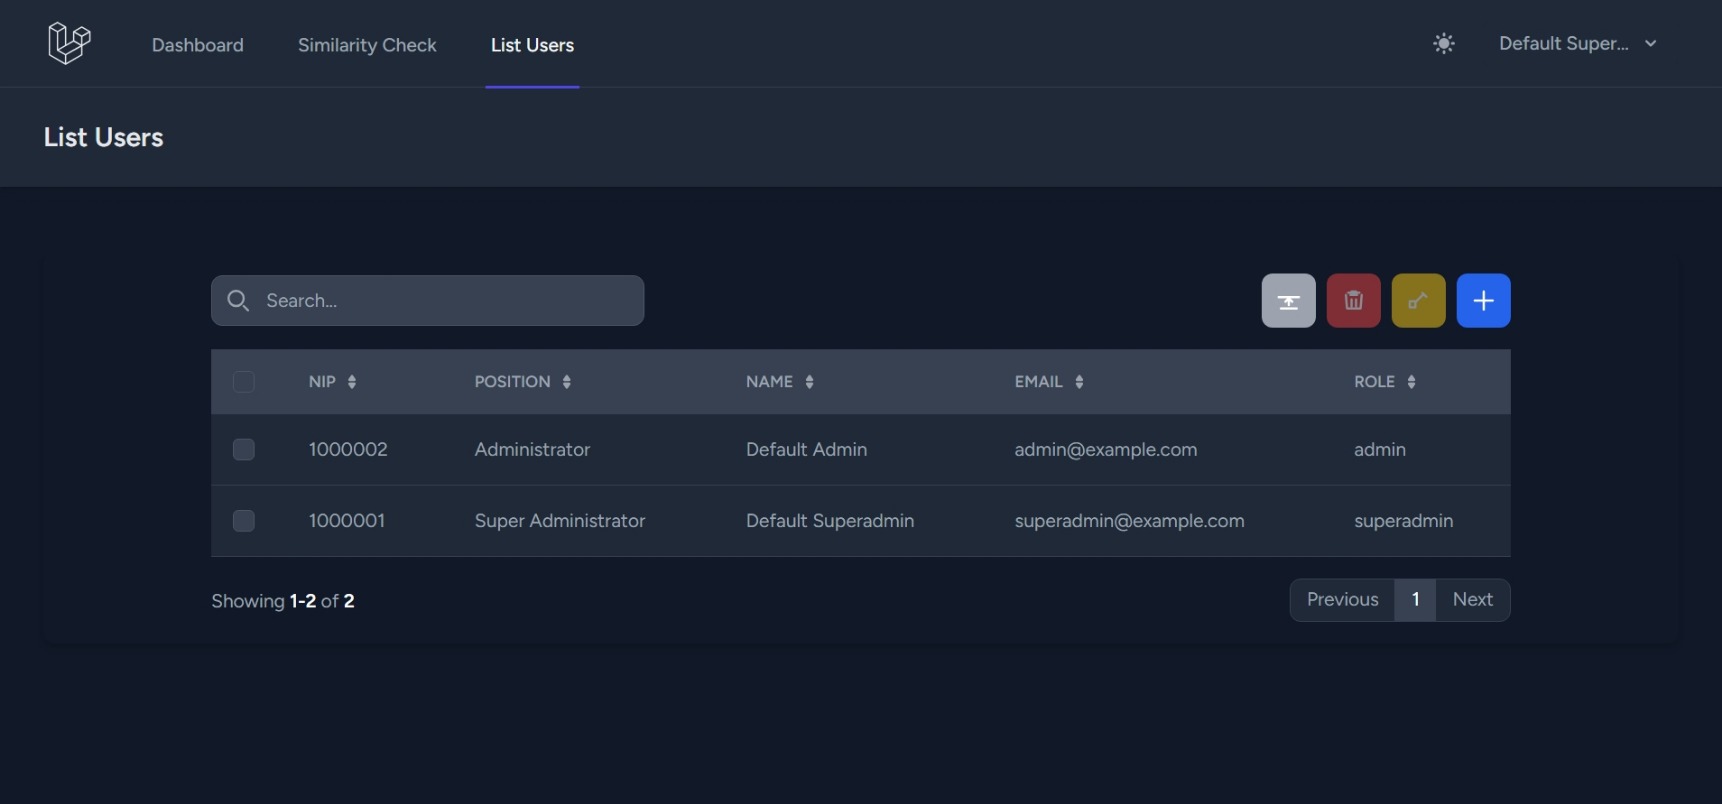 Dashboard Similarity Check List Users Default Super...
List Users
Search...
NIP POSITION NAME EMAIL ROLE
1000002 Administrator Default Admin admin@example.com admin
1000001 Super Administrator Default Superadmin superadmin@example.com superadmin
Showing 1-2 of 2 Previous 1 Next